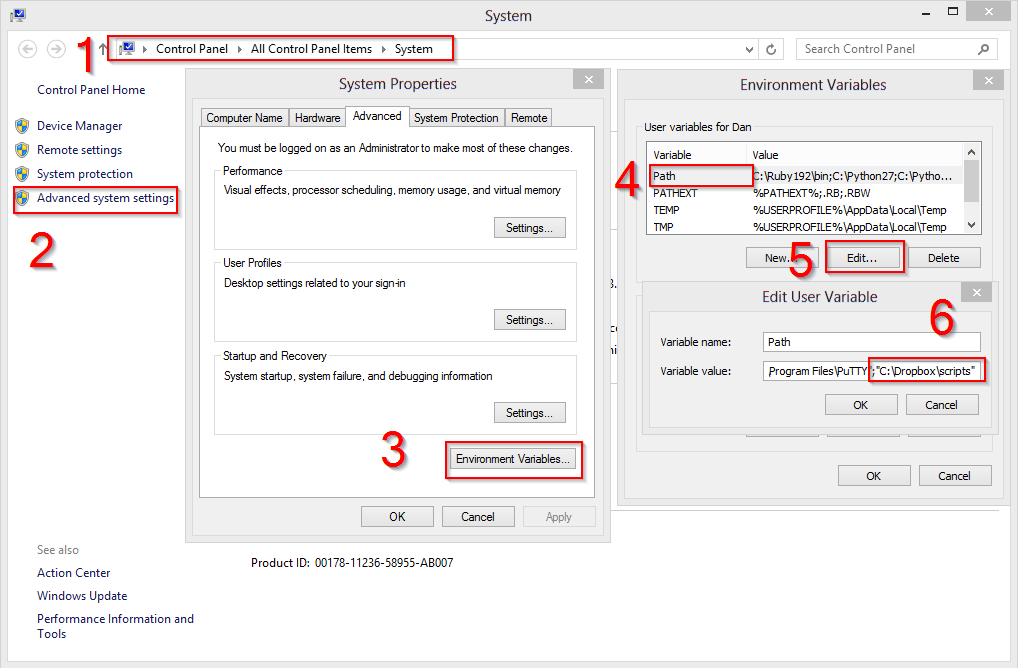 System
1
Control Panel All Control Panel Items System
Search Control Panel
Control Panel Home
Device Manager
Remote settings
System protection
Advanced system settings
2
See also
Action Center
Windows Update
Performance Information and
Tools
System Properties
Computer Name Hardware Advanced System Protection Remote
You must be logged on as an Administrator to make most of these changes.
Performance
Visual effects, processor scheduling, memory usage, and virtual memory
Settings...
User Profiles
Desktop settings related to your sign-in
Settings...
Startup and Recovery
System startup, system failure, and debugging information
Settings...
3
Environment Variables...
OK Cancel Apply
Product ID: 00178-11236-58955-AB007
Environment Variables
User variables for Dan
Variable Value
4
Path C:\Ruby192\bin;C:\Python27;C:\Pytho...
PATHEXT %PATHEXT%;.RB;.RBW
TEMP %USERPROFILE%\AppData\Local\Temp
TMP %USERPROFILE%\AppData\Local\Temp
New... 5 Edit... Delete
Edit User Variable
6
Variable name: Path
Variable value: Program Files\PuTTY";"C:\Dropbox\scripts"
OK Cancel
OK Cancel